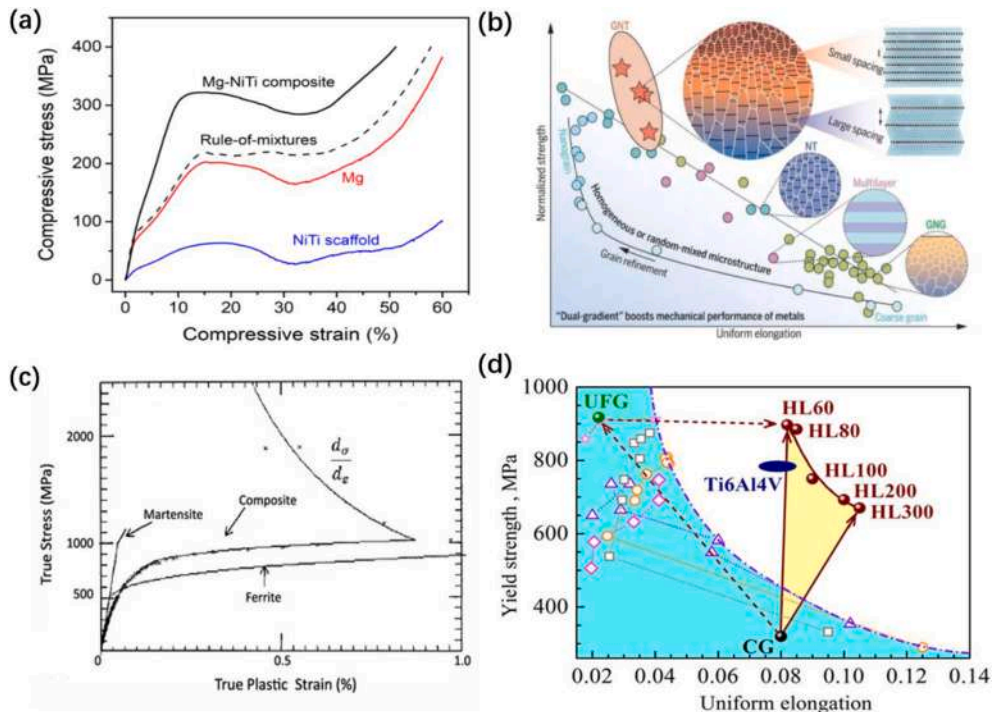 (a)
Compressive stress (MPa)
400
300
200
100
0
Mg-NiTi composite
Rule-of-mixtures
Mg
NiTi scaffold
0 10 20 30 40 50 60
Compressive strain (%)
(b)
Normalized strength
GNT
Small spacing
Large spacing
Nanograin
NT
Multilayer
GNG
Homogeneous or random-mixed microstructure
Grain refinement
Coarse grain
"Dual-gradient" boosts mechanical performance of metals
Uniform elongation
(c)
True Stress (MPa)
2000
1000
500
dσ
dε
Martensite
Composite
Ferrite
0 0.5 1.0
True Plastic Strain (%)
(d)
Yield strength , MPa
1000
800
600
400
UFG
HL60
HL80
Ti6Al4V
HL100
HL200
HL300
CG
0.02 0.04 0.06 0.08 0.10 0.12 0.14
Uniform elongation